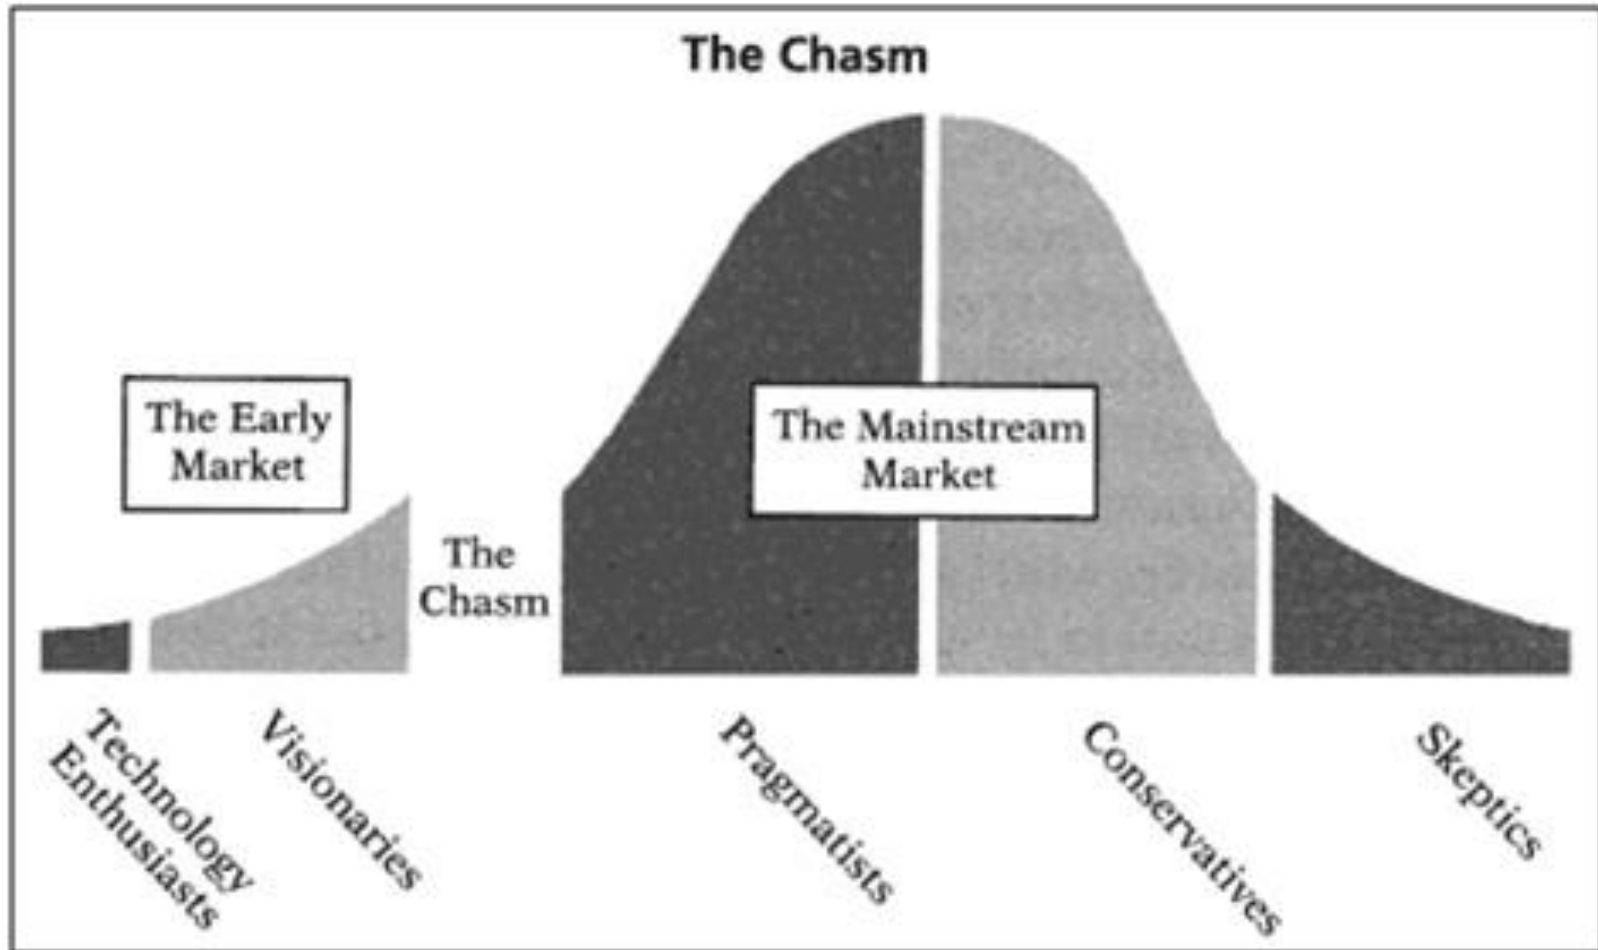 The Chasm
The Early
Market
The Mainstream
Market
The
Chasm
Technology
Enthusiasts
Visionaries
Pragmatists
Conservatives
Skeptics